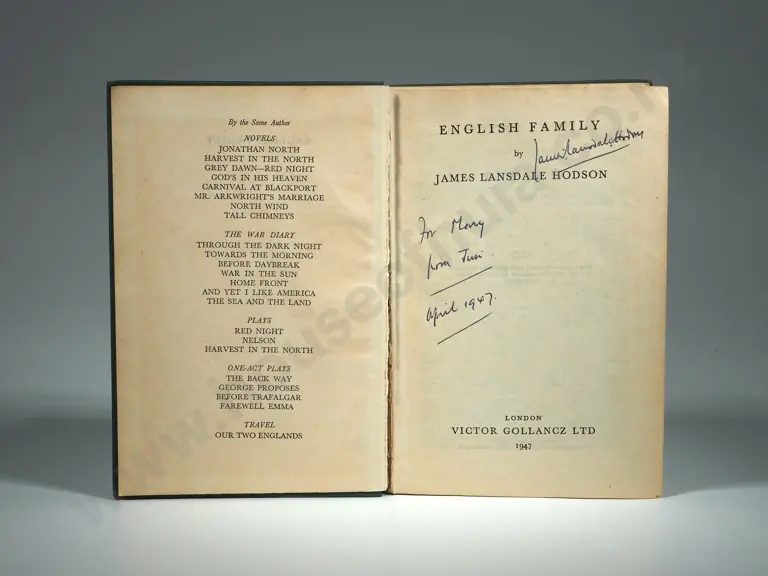 By the Same Author
NOVELS
JONATHAN NORTH
HARVEST IN THE NORTH
GREY DAWN—RED NIGHT
GOD'S IN HIS HEAVEN
CARNIVAL AT BLACKPORT
MR. ARKWRIGHT'S MARRIAGE
NORTH WIND
TALL CHIMNEYS
THE WAR DIARY
THROUGH THE DARK NIGHT
TOWARDS THE MORNING
BEFORE DAYBREAK
WAR IN THE SUN
HOME FRONT
AND YET I LIKE AMERICA
THE SEA AND THE LAND
PLAYS
RED NIGHT
NELSON
HARVEST IN THE NORTH
ONE-ACT PLAYS
THE BACK WAY
GEORGE PROPOSES
BEFORE TRAFALGAR
FAREWELL EMMA
TRAVEL
OUR TWO ENGLANDS
ENGLISH FAMILY
by
James Lansdale Hodson
JAMES LANSDALE HODSON
For
from
April 1947.
LONDON
VICTOR GOLLANCZ LTD
1947